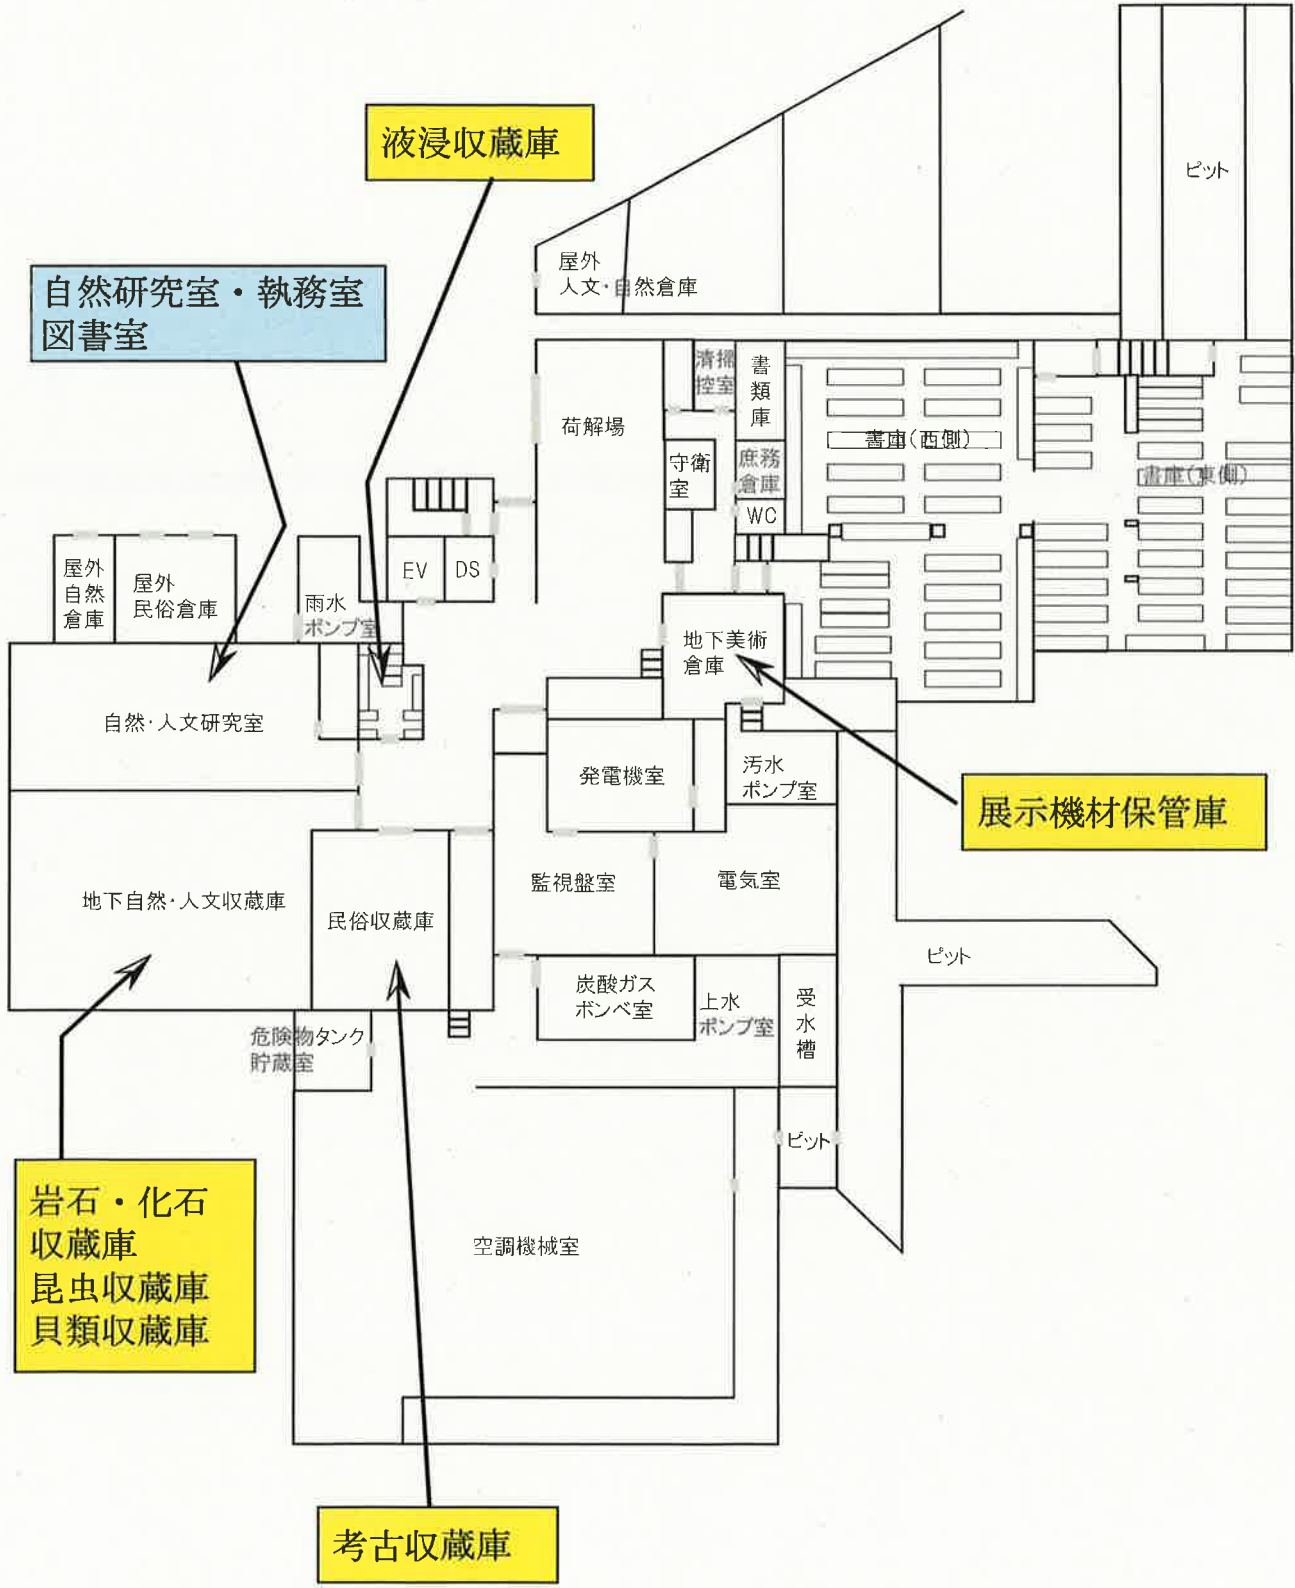 ピット
液浸収蔵庫
屋外
人文・自然倉庫
自然研究室・執務室
図書室
清掃
控室
書
類
庫
荷解場
書庫(西側)
守衛
室
庶務
倉庫
書庫(東側)
WC
EV
DS
屋外
自然
倉庫
屋外
民俗倉庫
雨水
ポンプ室
地下美術
倉庫
自然・人文研究室
発電機室
汚水
ポンプ室
展示機材保管庫
監視盤室
電気室
地下自然・人文収蔵庫
民俗収蔵庫
ピット
炭酸ガス
ボンベ室
上水
ポンプ室
受
水
槽
危険物タンク
貯蔵室
ピット
岩石・化石
収蔵庫
昆虫収蔵庫
貝類収蔵庫
空調機械室
考古収蔵庫